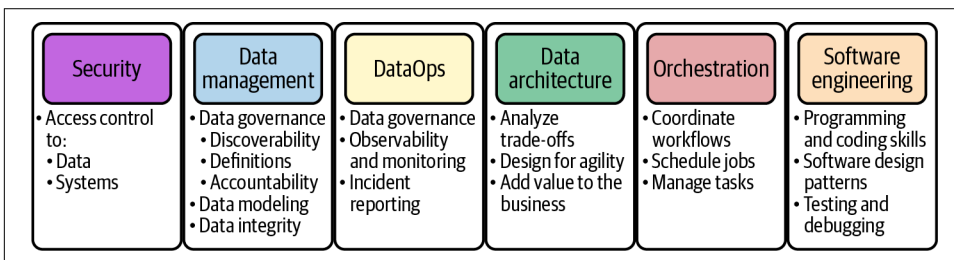 Security
• Access control
to:
• Data
• Systems
Data
management
• Data governance
• Discoverability
• Definitions
• Accountability
• Data modeling
• Data integrity
DataOps
• Data governance
• Observability
and monitoring
• Incident
reporting
Data
architecture
• Analyze
trade-offs
• Design for agility
• Add value to the
business
Orchestration
• Coordinate
workflows
• Schedule jobs
• Manage tasks
Software
engineering
• Programming
and coding skills
• Software design
patterns
• Testing and
debugging